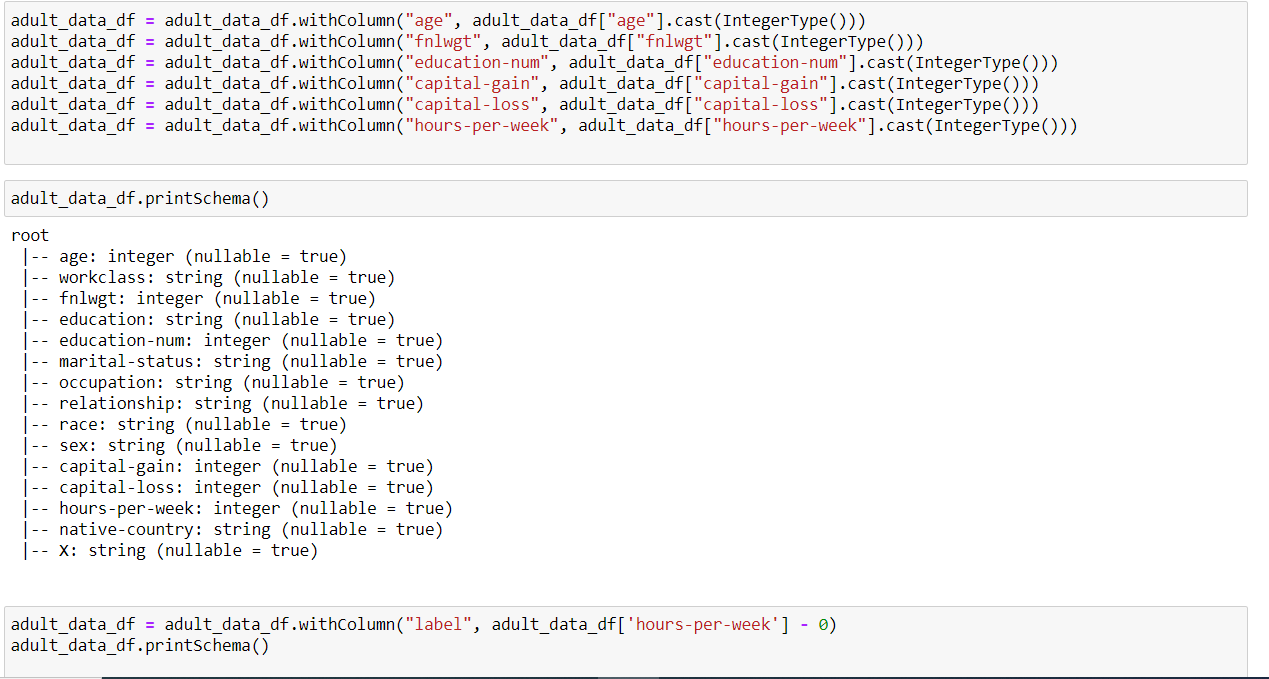 adult_data_df = adult_data_df.withColumn("age", adult_data_df["age"].cast(IntegerType()))
adult_data_df = adult_data_df.withColumn("fnlwgt", adult_data_df["fnlwgt"].cast(IntegerType()))
adult_data_df = adult_data_df.withColumn("education-num", adult_data_df["education-num"].cast(IntegerType()))
adult_data_df = adult_data_df.withColumn("capital-gain", adult_data_df["capital-gain"].cast(IntegerType()))
adult_data_df = adult_data_df.withColumn("capital-loss", adult_data_df["capital-loss"].cast(IntegerType()))
adult_data_df = adult_data_df.withColumn("hours-per-week", adult_data_df["hours-per-week"].cast(IntegerType()))
adult_data_df.printSchema()
root
 |-- age: integer (nullable = true)
 |-- workclass: string (nullable = true)
 |-- fnlwgt: integer (nullable = true)
 |-- education: string (nullable = true)
 |-- education-num: integer (nullable = true)
 |-- marital-status: string (nullable = true)
 |-- occupation: string (nullable = true)
 |-- relationship: string (nullable = true)
 |-- race: string (nullable = true)
 |-- sex: string (nullable = true)
 |-- capital-gain: integer (nullable = true)
 |-- capital-loss: integer (nullable = true)
 |-- hours-per-week: integer (nullable = true)
 |-- native-country: string (nullable = true)
 |-- X: string (nullable = true)
adult_data_df = adult_data_df.withColumn("label", adult_data_df['hours-per-week'] - 0)
adult_data_df.printSchema()